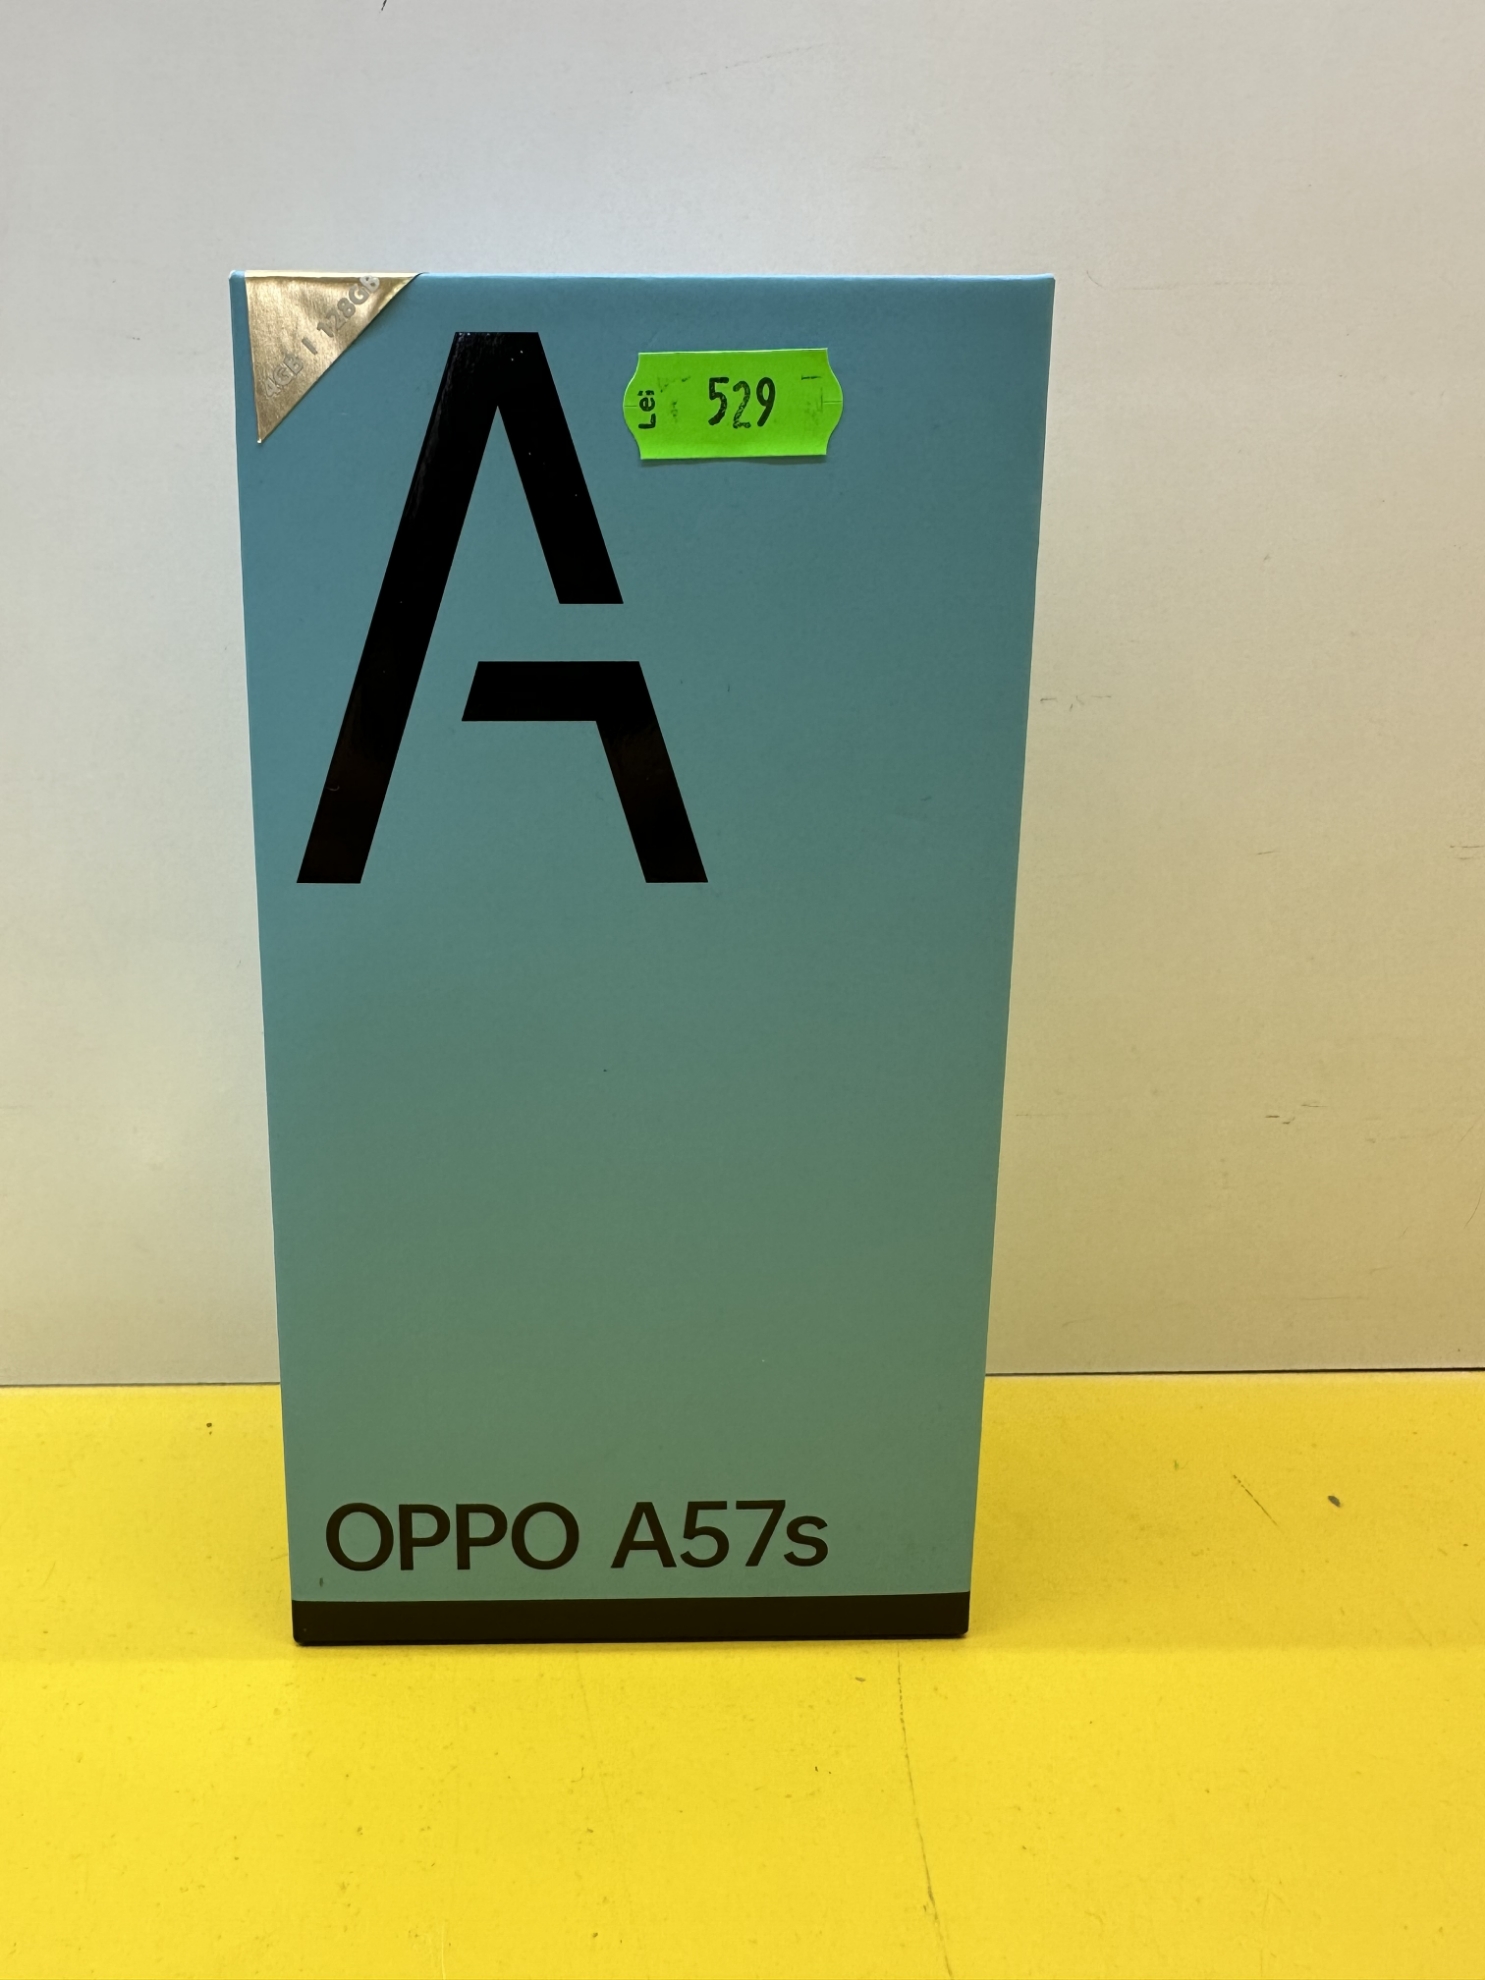 4GB | 128GB
A
Lei 529
OPPO A57s